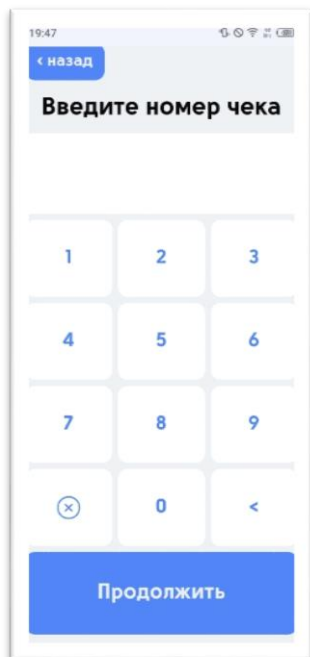 19:47
< назад
Введите номер чека
1 2 3
4 5 6
7 8 9
0 <
Продолжить